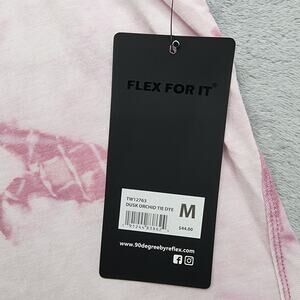 FLEX FOR IT®
TW12763
DUSK ORCHID TIE DYE
M
$44.00
www.90degreebyreflex.com